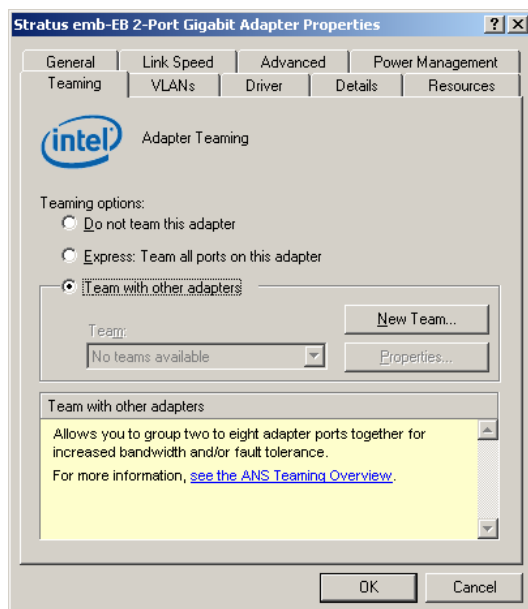 Stratus emb-EB 2-Port Gigabit Adapter Properties
General Link Speed Advanced Power Management
Teaming VLANs Driver Details Resources
intel Adapter Teaming
Teaming options:
Do not team this adapter
Express: Team all ports on this adapter
Team with other adapters
New Team...
Team:
No teams available Properties...
Team with other adapters
Allows you to group two to eight adapter ports together for
increased bandwidth and/or fault tolerance.
For more information, see the ANS Teaming Overview.
OK Cancel